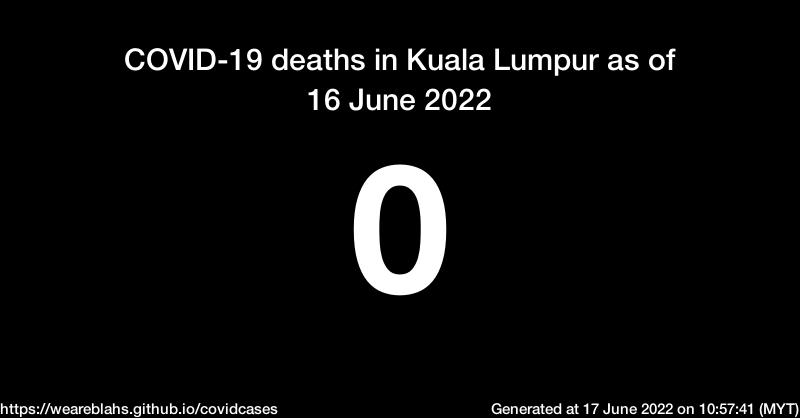 COVID-19 deaths in Kuala Lumpur as of
16 June 2022
0
https://weareblahs.github.io/covidcases
Generated at 17 June 2022 on 10:57:41 (MYT)